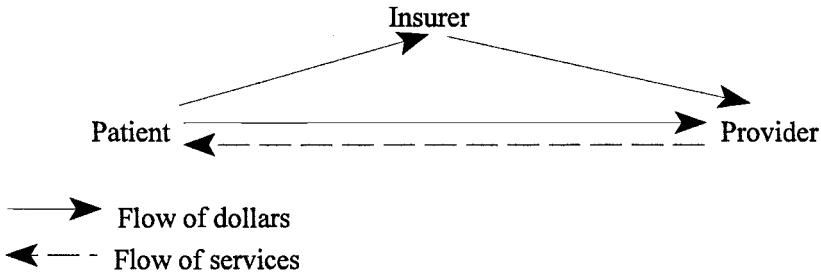 Insurer
Patient
Provider
Flow of dollars
Flow of services